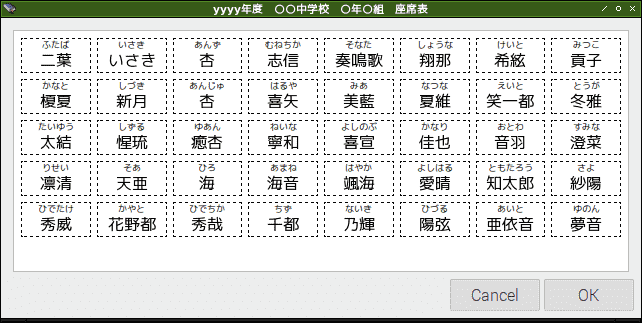 yyyy年度　〇〇中学校　〇年〇組　座席表
ふたば いさき あんず むねちか そなた しょうな けいと みつこ
二葉 いさき 杏 志信 奏鳴歌 翔那 希絃 貢子
かなと しづき あんじゅ はるや みあ なつな えいと とうが
榎夏 新月 杏 喜矢 美藍 夏維 笑一都 冬雅
たいゆう しずる ゆあん ねいな よしのぶ かなり おとわ すみな
太結 惺琉 癒杏 寧和 喜宣 佳也 音羽 澄菜
りせい そあ ひろ あまね はやか よしはる ともたろう さよ
凛清 天亜 海 海音 颯海 愛晴 知太郎 紗陽
ひでたけ かやと ひでちか ちず ないき ひづる あいと ゆのん
秀威 花野都 秀哉 千都 乃輝 陽弦 亜依音 夢音
Cancel OK